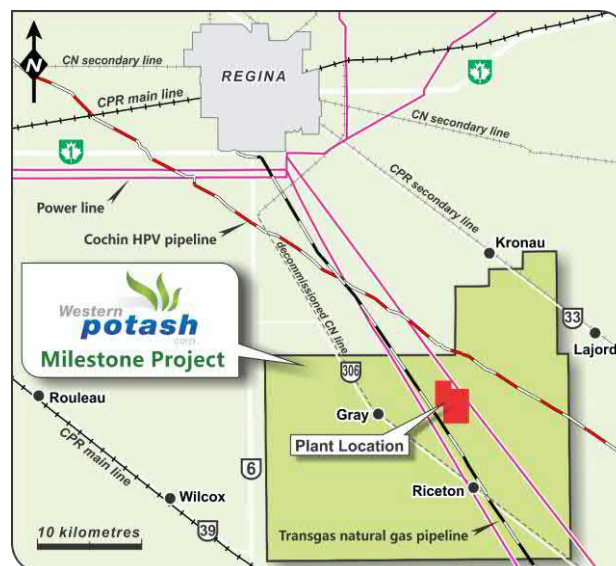 N
REGINA
CN secondary line
CPR main line
1
CN secondary line
1
CPR secondary line
Power line
Cochin HPV pipeline
Kronau
decommissioned CN line
Western
potash
corp.
Milestone Project
33
Lajord
306
Rouleau
Gray
Plant Location
CPR main line
6
Wilcox
Riceton
39
10 kilometres
Transgas natural gas pipeline